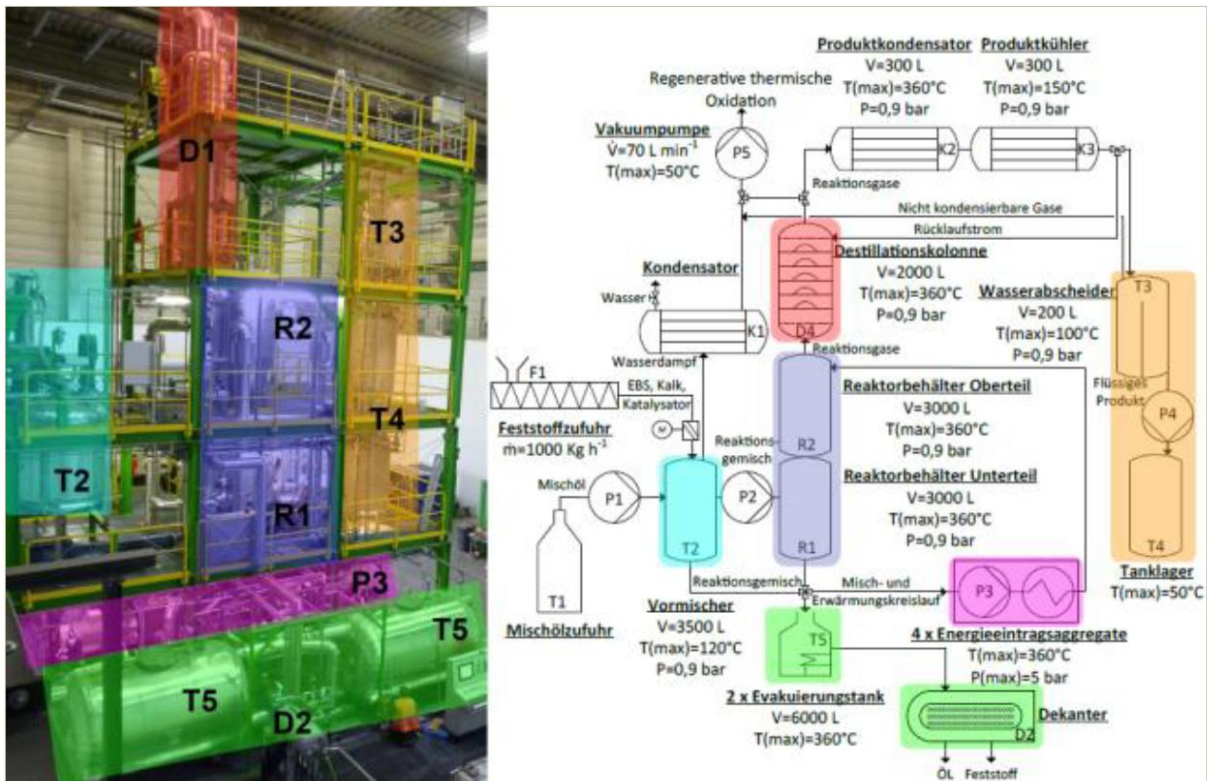 D1
T3
R2
T4
T2
R1
P3
T5
T5
D2
Produktkondensator
V=300 L
T(max)=360°C
P=0,9 bar
Produktkühler
V=300 L
T(max)=150°C
P=0,9 bar
Regenerative thermische
Oxidation
Vakuumpumpe
V̇=70 L min⁻¹
T(max)=50°C
P5
K2
K3
Reaktionsgase
Nicht kondensierbare Gase
Rücklaufstrom
Destillationskolonne
V=2000 L
T(max)=360°C
P=0,9 bar
D4
Kondensator
Wasser
K1
Wasserdampf
Reaktionsgase
Wasserabscheider
V=200 L
T(max)=100°C
P=0,9 bar
T3
Flüssiges
Produkt
P4
T4
Tanklager
T(max)=50°C
F1
EBS, Kalk,
Katalysator
Feststoffzufuhr
ṁ=1000 Kg h⁻¹
M
Reaktions-
gemisch
Reaktorbehälter Oberteil
V=3000 L
T(max)=360°C
P=0,9 bar
R2
Reaktorbehälter Unterteil
V=3000 L
T(max)=360°C
P=0,9 bar
R1
Mischöl
P1
T2
P2
T1
Mischölzufuhr
Reaktionsgemisch
Vormischer
V=3500 L
T(max)=120°C
P=0,9 bar
Misch- und
Erwärmungskreislauf
P3
4 x Energieeintragsaggregate
T(max)=360°C
P(max)=5 bar
T5
2 x Evakuierungstank
V=6000 L
T(max)=360°C
Dekanter
D2
ÖL
Feststoff